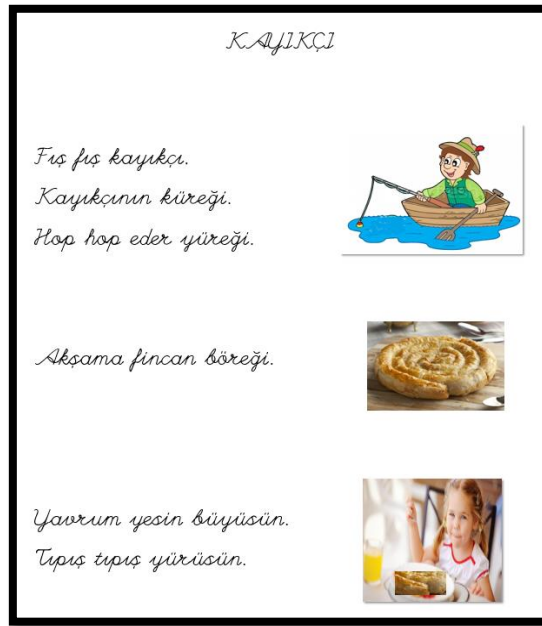 KAYIKÇI
Fış fış kayıkçı.
Kayıkçının küreği.
Hop hop eder yüreği.
Akşama fincan böreği.
Yavrum yesin büyüsün.
Tıpış tıpış yürüsün.